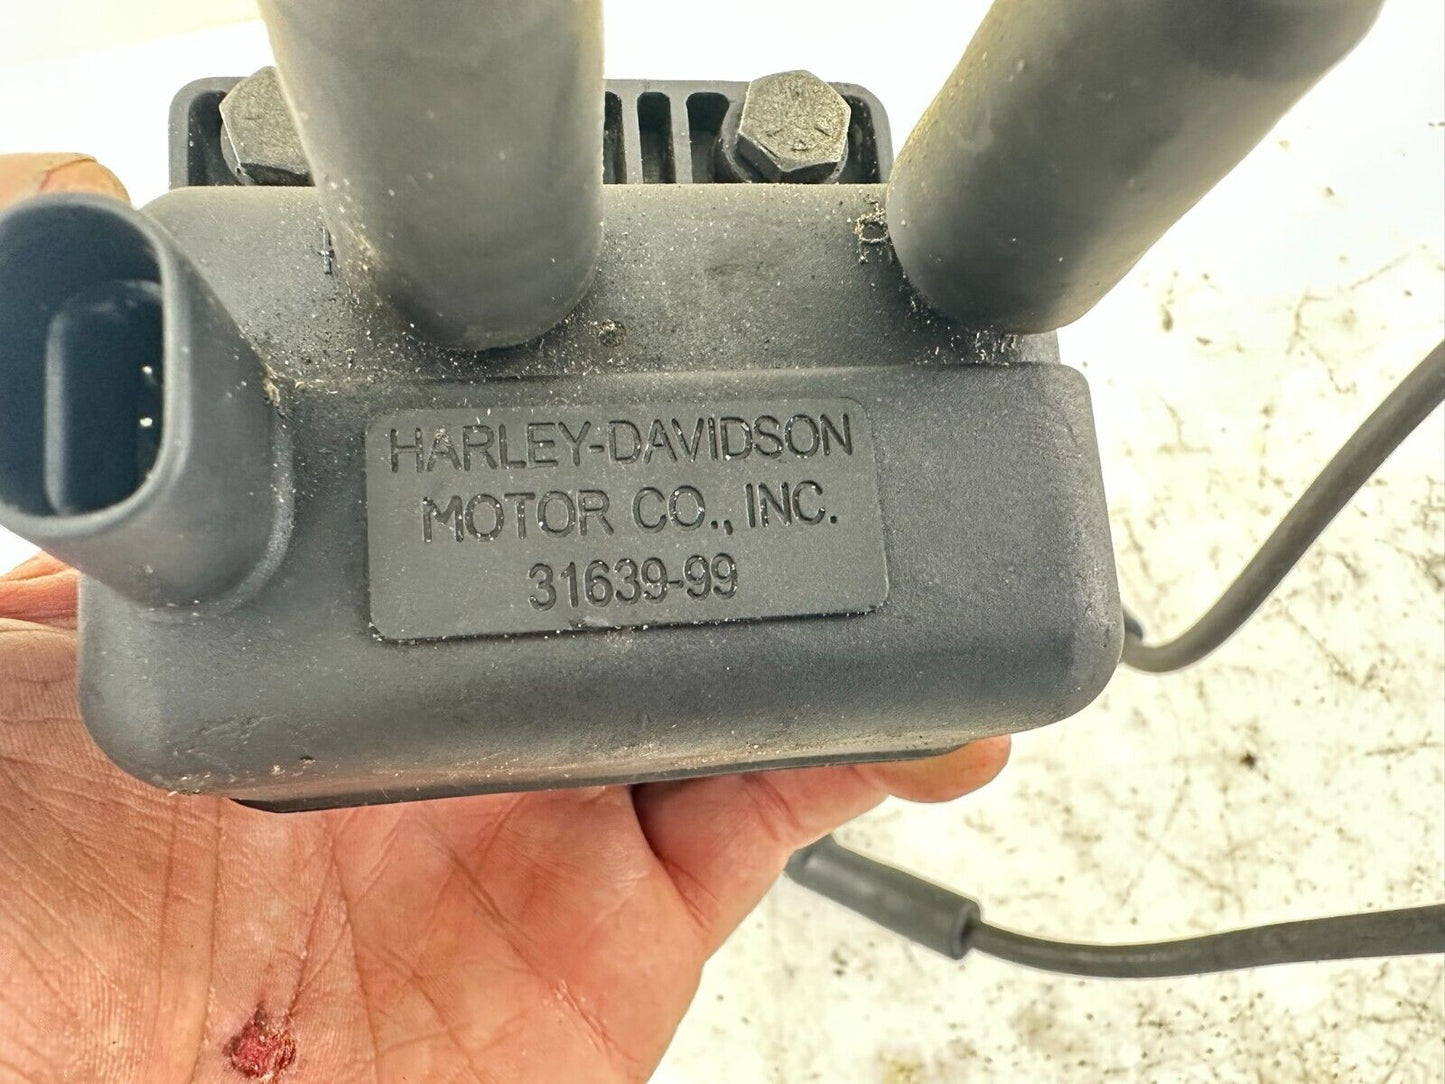 HARLEY-DAVIDSON
MOTOR CO., INC.
31639-99